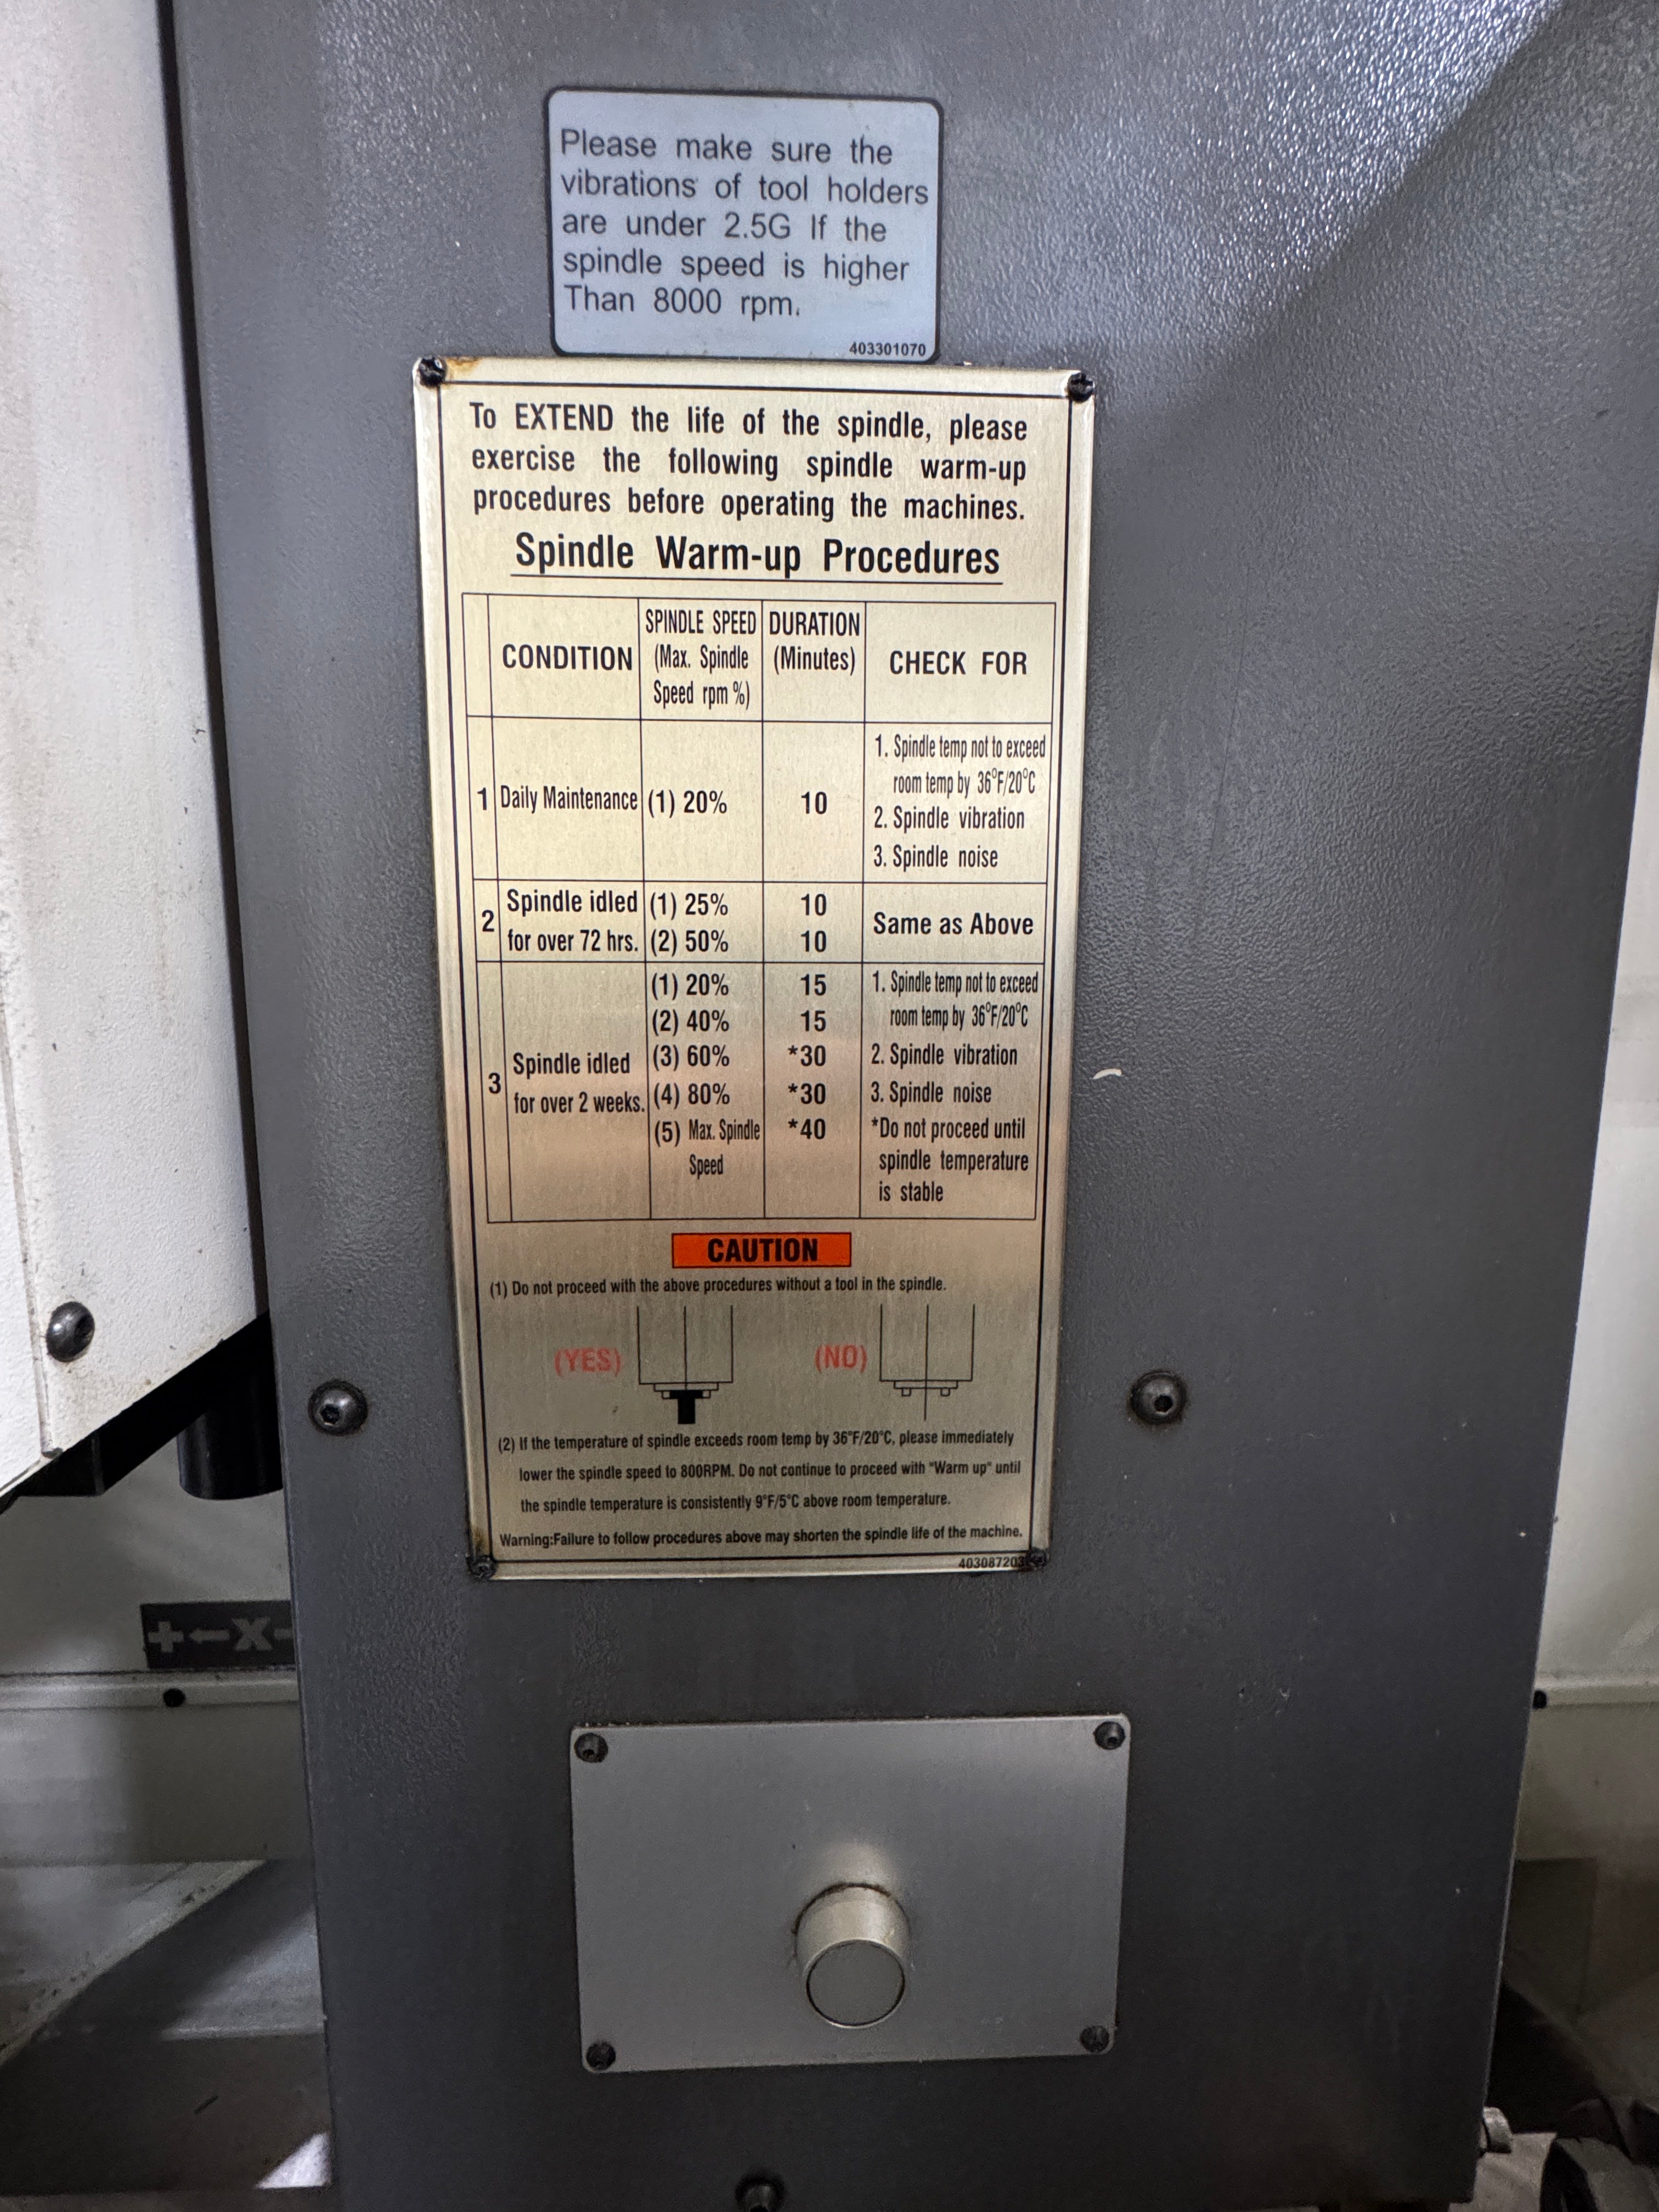 Please make sure the
vibrations of tool holders
are under 2.5G If the
spindle speed is higher
Than 8000 rpm.
403301070
To EXTEND the life of the spindle, please
exercise the following spindle warm-up
procedures before operating the machines.
Spindle Warm-up Procedures
CONDITION
SPINDLE SPEED
(Max. Spindle
Speed rpm %)
DURATION
(Minutes)
CHECK FOR
1
Daily Maintenance
(1) 20%
10
1. Spindle temp not to exceed
room temp by 36°F/20°C
2. Spindle vibration
3. Spindle noise
2
Spindle idled
for over 72 hrs.
(1) 25%
(2) 50%
10
10
Same as Above
3
Spindle idled
for over 2 weeks.
(1) 20%
(2) 40%
(3) 60%
(4) 80%
(5) Max. Spindle
Speed
15
15
*30
*30
*40
1. Spindle temp not to exceed
room temp by 36°F/20°C
2. Spindle vibration
3. Spindle noise
*Do not proceed until
spindle temperature
is stable
CAUTION
(1) Do not proceed with the above procedures without a tool in the spindle.
(YES)
(NO)
(2) If the temperature of spindle exceeds room temp by 36°F/20°C, please immediately
lower the spindle speed to 800RPM. Do not continue to proceed with "Warm up" until
the spindle temperature is consistently 9°F/5°C above room temperature.
Warning:Failure to follow procedures above may shorten the spindle life of the machine.
403087203
+←X-